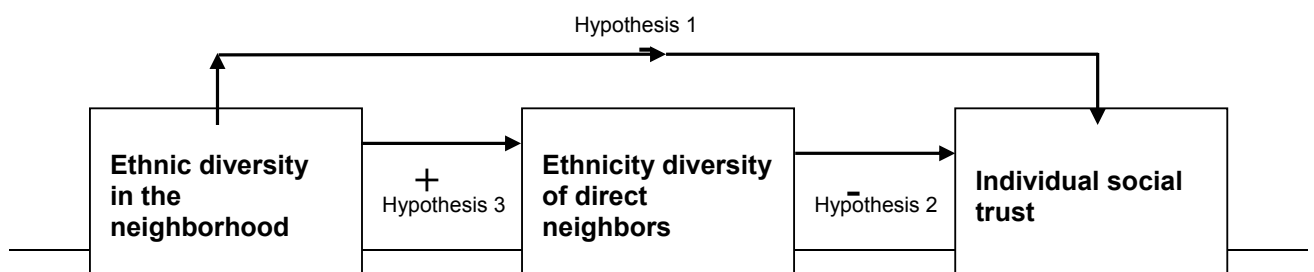 Hypothesis 1
-
Ethnic diversity
in the
neighborhood
+
Hypothesis 3
Ethnicity diversity
of direct
neighbors
-
Hypothesis 2
Individual social
trust